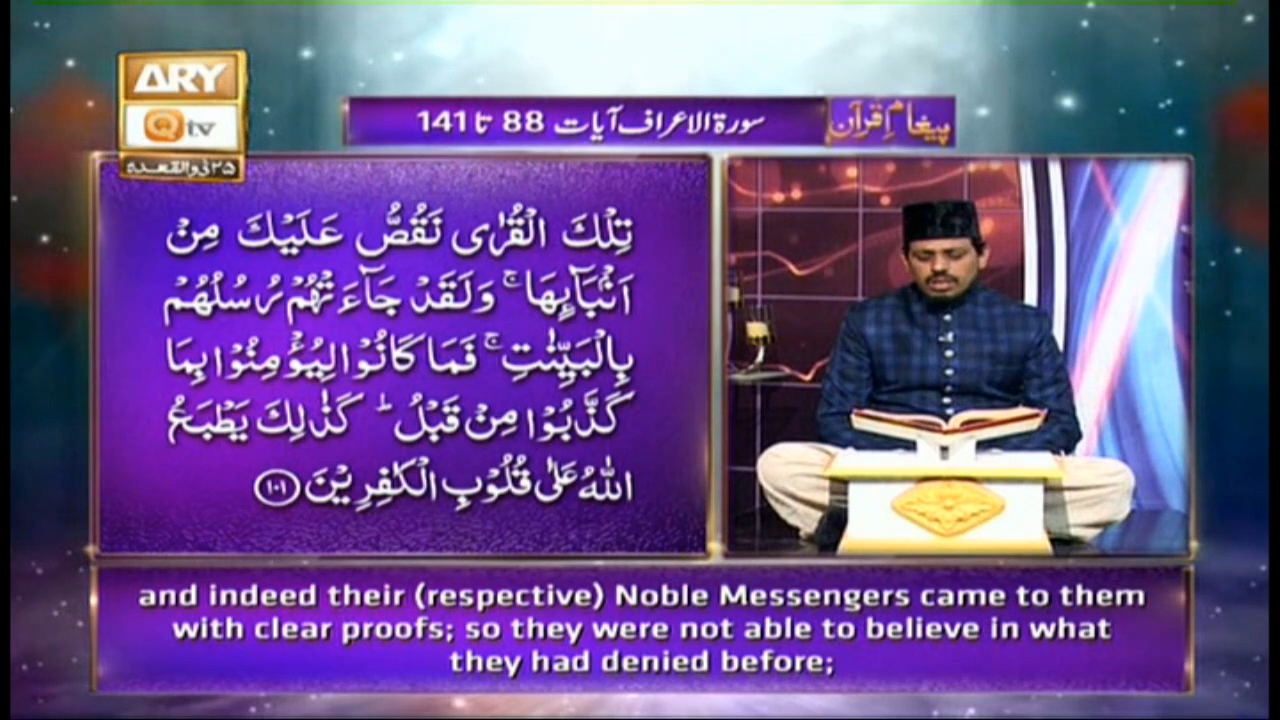 ARY
Qtv
۲۵ ذی القعدہ
پیغامِ قرآن
سورۃ الاعراف آیات 88 تا 141
تِلْكَ الْقُرٰى نَقُصُّ عَلَيْكَ مِنْ
اَنْۢبَآئِهَا ۚ وَلَقَدْ جَآءَتْهُمْ رُسُلُهُمْ
بِالْبَيِّنٰتِ ۚ فَمَا كَانُوْا لِيُؤْمِنُوْا بِمَا
كَذَّبُوْا مِنْ قَبْلُ ؕ كَذٰلِكَ يَطْبَعُ
اللّٰهُ عَلٰى قُلُوْبِ الْكٰفِرِيْنَ ۱۰۱
and indeed their (respective) Noble Messengers came to them
with clear proofs; so they were not able to believe in what
they had denied before;